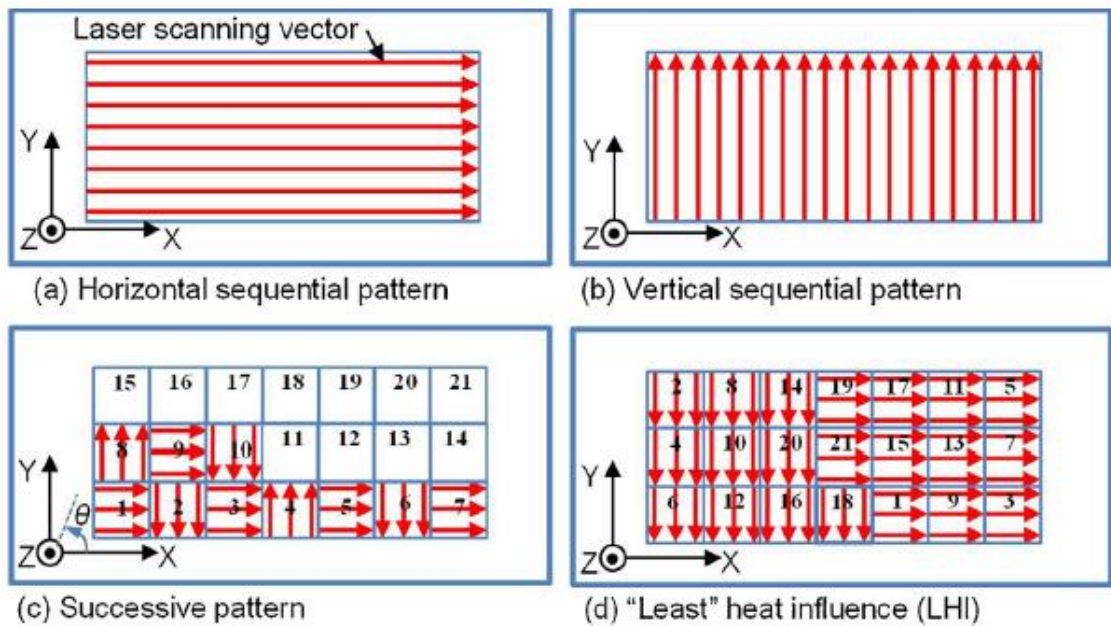 Laser scanning vector
Y
Z X
(a) Horizontal sequential pattern
Y
Z X
(b) Vertical sequential pattern
15 16 17 18 19 20 21
8 9 10 11 12 13 14
1 2 3 4 5 6 7
Y
θ
Z X
(c) Successive pattern
2 8 14 19 17 11 5
4 10 20 21 15 13 7
6 12 16 18 1 9 3
Y
Z X
(d) “Least” heat influence (LHI)